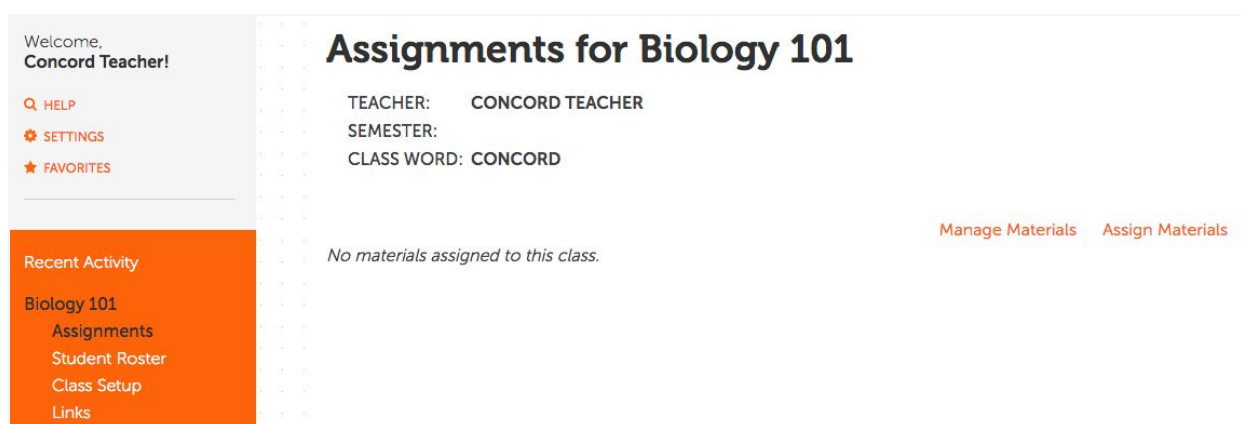 Welcome,
Concord Teacher!
HELP
SETTINGS
FAVORITES
Recent Activity
Biology 101
Assignments
Student Roster
Class Setup
Links
Assignments for Biology 101
TEACHER: CONCORD TEACHER
SEMESTER:
CLASS WORD: CONCORD
Manage Materials Assign Materials
No materials assigned to this class.